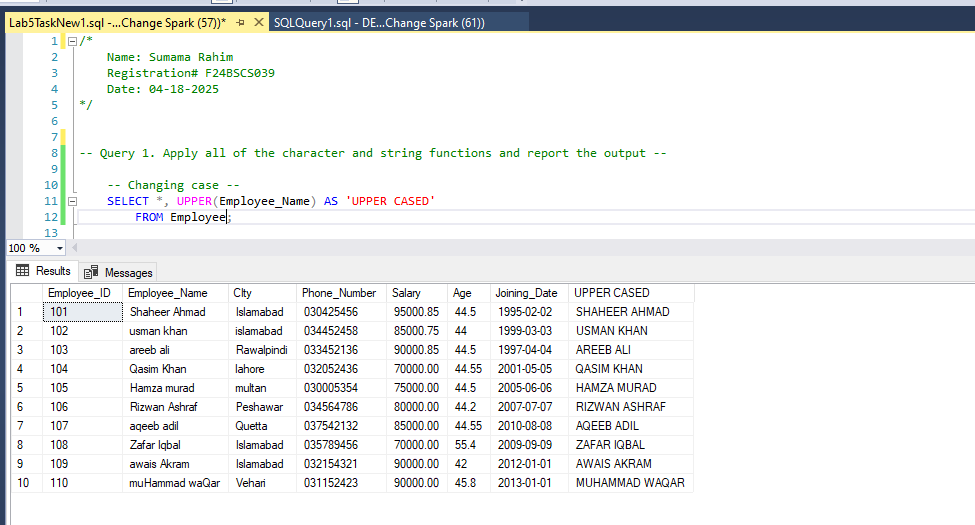 Lab5TaskNew1.sql -...Change Spark (57))* SQLQuery1.sql - DE...Change Spark (61))
1 /*
2 Name: Sumama Rahim
3 Registration# F24BSCS039
4 Date: 04-18-2025
5 */
6
7
8 -- Query 1. Apply all of the character and string functions and report the output --
9
10 -- Changing case --
11 SELECT *, UPPER(Employee_Name) AS 'UPPER CASED'
12 FROM Employee;
13
100 %
Results Messages
Employee_ID Employee_Name CIty Phone_Number Salary Age Joining_Date UPPER CASED
1 101 Shaheer Ahmad Islamabad 030425456 95000.85 44.5 1995-02-02 SHAHEER AHMAD
2 102 usman khan islamabad 034452458 85000.75 44 1999-03-03 USMAN KHAN
3 103 areeb ali Rawalpindi 033452136 90000.85 44.5 1997-04-04 AREEB ALI
4 104 Qasim Khan lahore 032052436 70000.00 44.55 2001-05-05 QASIM KHAN
5 105 Hamza murad multan 030005354 75000.00 44.5 2005-06-06 HAMZA MURAD
6 106 Rizwan Ashraf Peshawar 034564786 80000.00 44.2 2007-07-07 RIZWAN ASHRAF
7 107 aqeeb adil Quetta 037542132 85000.00 44.55 2010-08-08 AQEEB ADIL
8 108 Zafar Iqbal Islamabad 035789456 70000.00 55.4 2009-09-09 ZAFAR IQBAL
9 109 awais Akram Islamabad 032154321 90000.00 42 2012-01-01 AWAIS AKRAM
10 110 muHammad waQar Vehari 031152423 90000.00 45.8 2013-01-01 MUHAMMAD WAQAR